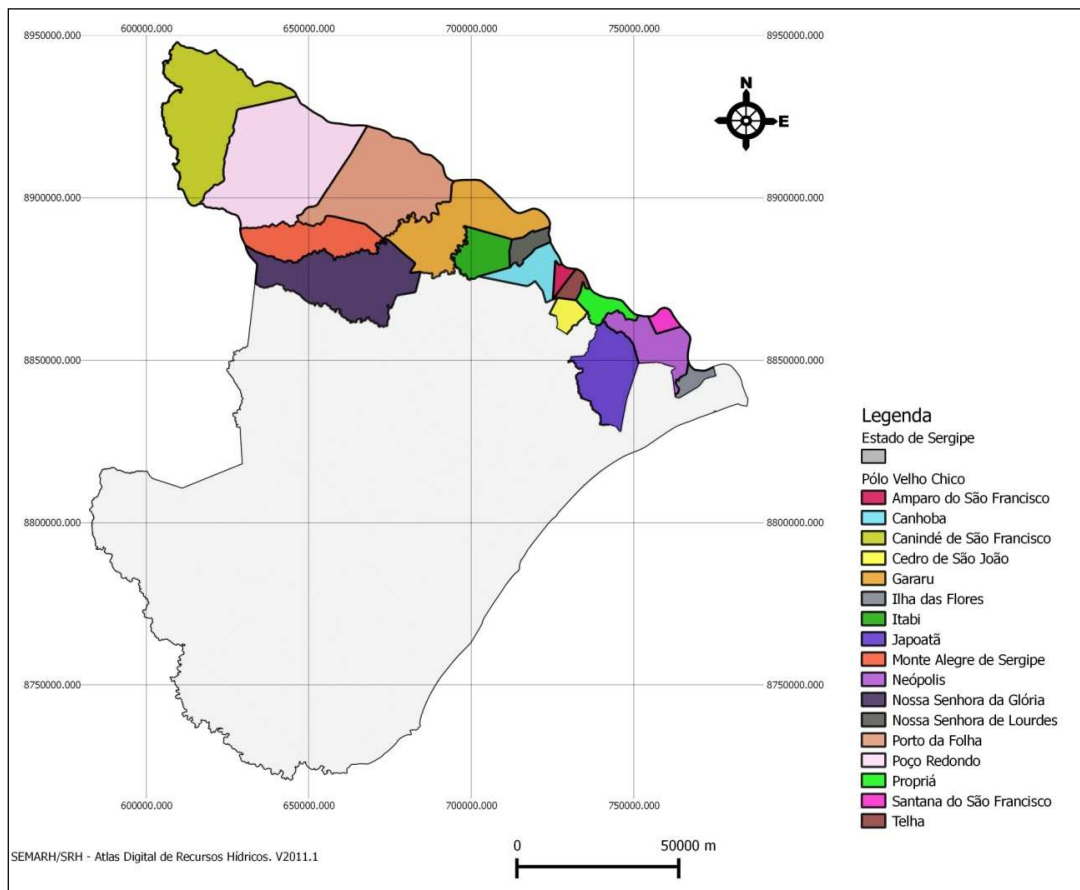 600000.000 650000.000 700000.000 750000.000
8950000.000 8950000.000
N
E
8900000.000 8900000.000
8850000.000 8850000.000
8800000.000 8800000.000
8750000.000 8750000.000
600000.000 650000.000 700000.000 750000.000
Legenda
Estado de Sergipe
Pólo Velho Chico
Amparo do São Francisco
Canhoba
Canindé de São Francisco
Cedro de São João
Gararu
Ilha das Flores
Itabi
Japoatã
Monte Alegre de Sergipe
Neópolis
Nossa Senhora da Glória
Nossa Senhora de Lourdes
Porto da Folha
Poço Redondo
Propriá
Santana do São Francisco
Telha
SEMARH/SRH - Atlas Digital de Recursos Hídricos. V2011.1
0 50000 m